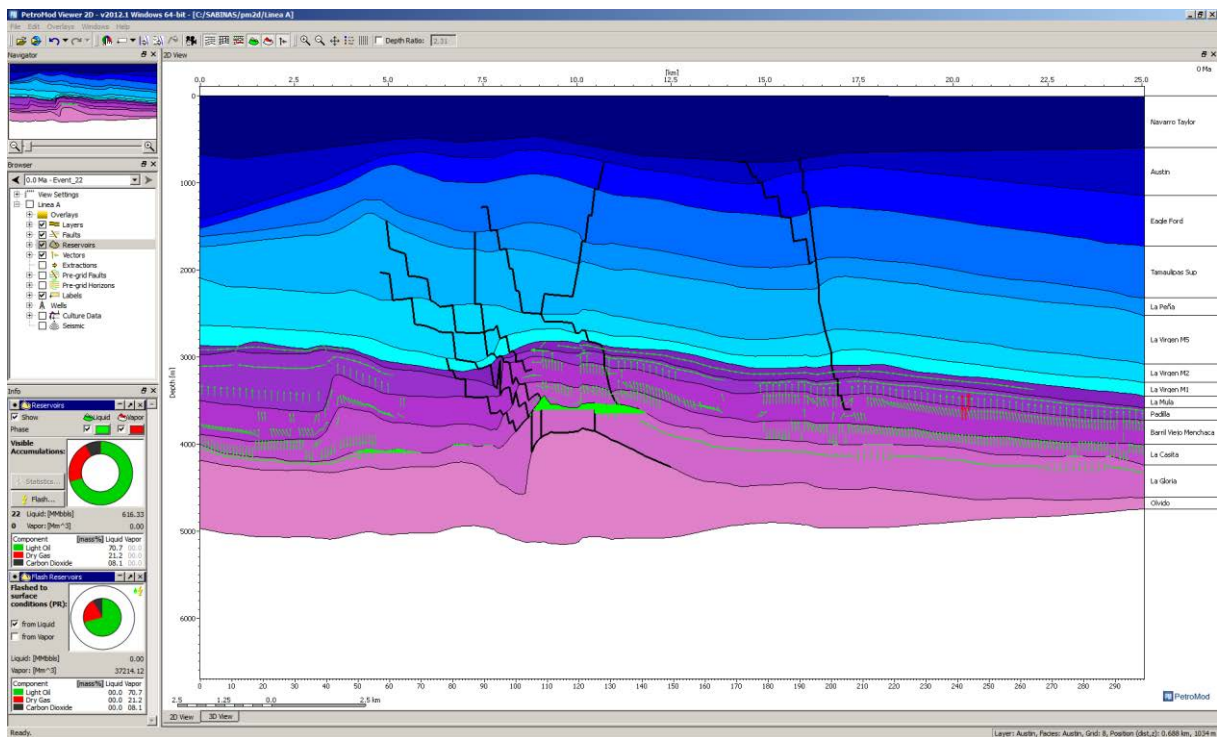 PetroMod Viewer 2D - v2012.1 Windows 64-bit - [C:/SABINAS/pm2d/Linea A]
File Edit Overlays Windows Help
Depth Ratio: 2.31
Navigator
2D View
[km]
0 Ma
0,0 2,5 5,0 7,5 10,0 12,5 15,0 17,5 20,0 22,5 25,0
Browser
0.0 Ma - Event_22
View Settings
Linea A
Overlays
Layers
Faults
Reservoirs
Vectors
Extractions
Pre-grid Faults
Pre-grid Horizons
Labels
Wells
Culture Data
Seismic
Info
Reservoirs
Show Liquid Vapor
Phase
Visible Accumulations:
Statistics...
Flash...
22 Liquid: [MMbbls] 616.33
0 Vapor: [Mm^3] 0.00
Component [mass%] Liquid Vapor
Light Oil 70.7 00.0
Dry Gas 21.2 00.0
Carbon Dioxide 08.1 00.0
Flash Reservoirs
Flashed to surface conditions (PR):
from Liquid
from Vapor
Liquid: [MMbbls] 0.00
Vapor: [Mm^3] 37214.12
Component [mass%] Liquid Vapor
Light Oil 00.0 70.7
Dry Gas 00.0 21.2
Carbon Dioxide 00.0 08.1
Depth [m]
0
1000
2000
3000
4000
5000
6000
Navarro Taylor
Austin
Eagle Ford
Tamaulipas Sup
La Peña
La Virgen M5
La Virgen M2
La Virgen M1
La Mula
Padilla
Barril Viejo Menchaca
La Casita
La Gloria
Olvido
0 10 20 30 40 50 60 70 80 90 100 110 120 130 140 150 160 170 180 190 200 210 220 230 240 250 260 270 280 290
2.5 1.25 0.0 2.5 km
PetroMod
2D View 3D View
Ready.
Layer: Austin, Facies: Austin, Grid: 8, Position (dist,z): 0.688 km, 1034 m